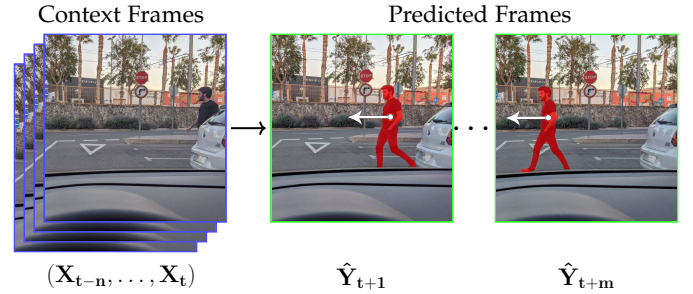 Context Frames
Predicted Frames
STOP
STOP
STOP
. . .
(X_{t−n}, . . . , X_t)
Ŷ_{t+1}
Ŷ_{t+m}